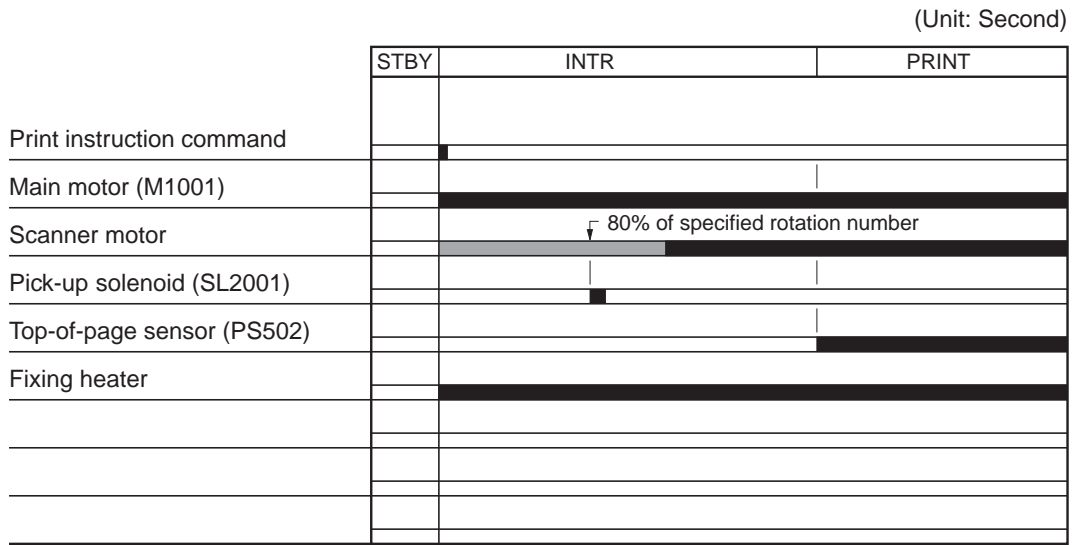 (Unit: Second)
STBY INTR PRINT
Print instruction command
Main motor (M1001)
80% of specified rotation number
Scanner motor
Pick-up solenoid (SL2001)
Top-of-page sensor (PS502)
Fixing heater